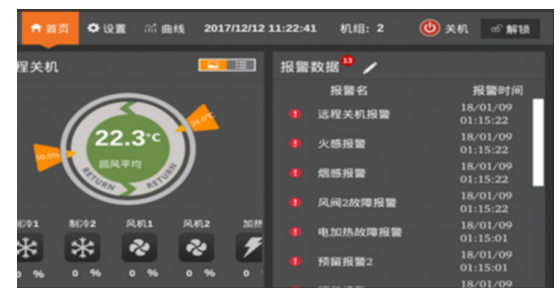 首页 设置 曲线 2017/12/12 11:22:41 机组: 2 关机 解锁
程关机
报警数据 13
报警名 报警时间
远程关机报警 18/01/09 01:15:22
火感报警 18/01/09 01:15:22
烟感报警 18/01/09 01:15:22
风阀2故障报警 18/01/09 01:15:22
电加热故障报警 18/01/09 01:15:01
预留报警2 18/01/09 01:15:01
18/01/09
22.3°C
回风平均
RETURN RETURN
50.0%
24.0°C
制冷1 制冷2 风机1 风机2 加热
% 0 % 0 % 0 % 0